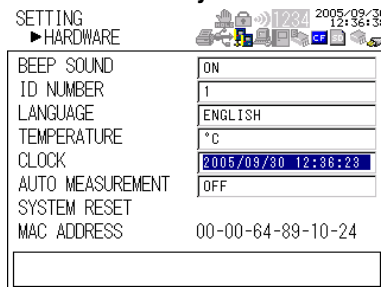 SETTING
▶HARDWARE
1234
2005/09/30
12:36:3
CF
SD
BEEP SOUND ON
ID NUMBER 1
LANGUAGE ENGLISH
TEMPERATURE °C
CLOCK 2005/09/30 12:36:23
AUTO MEASUREMENT OFF
SYSTEM RESET
MAC ADDRESS 00-00-64-89-10-24